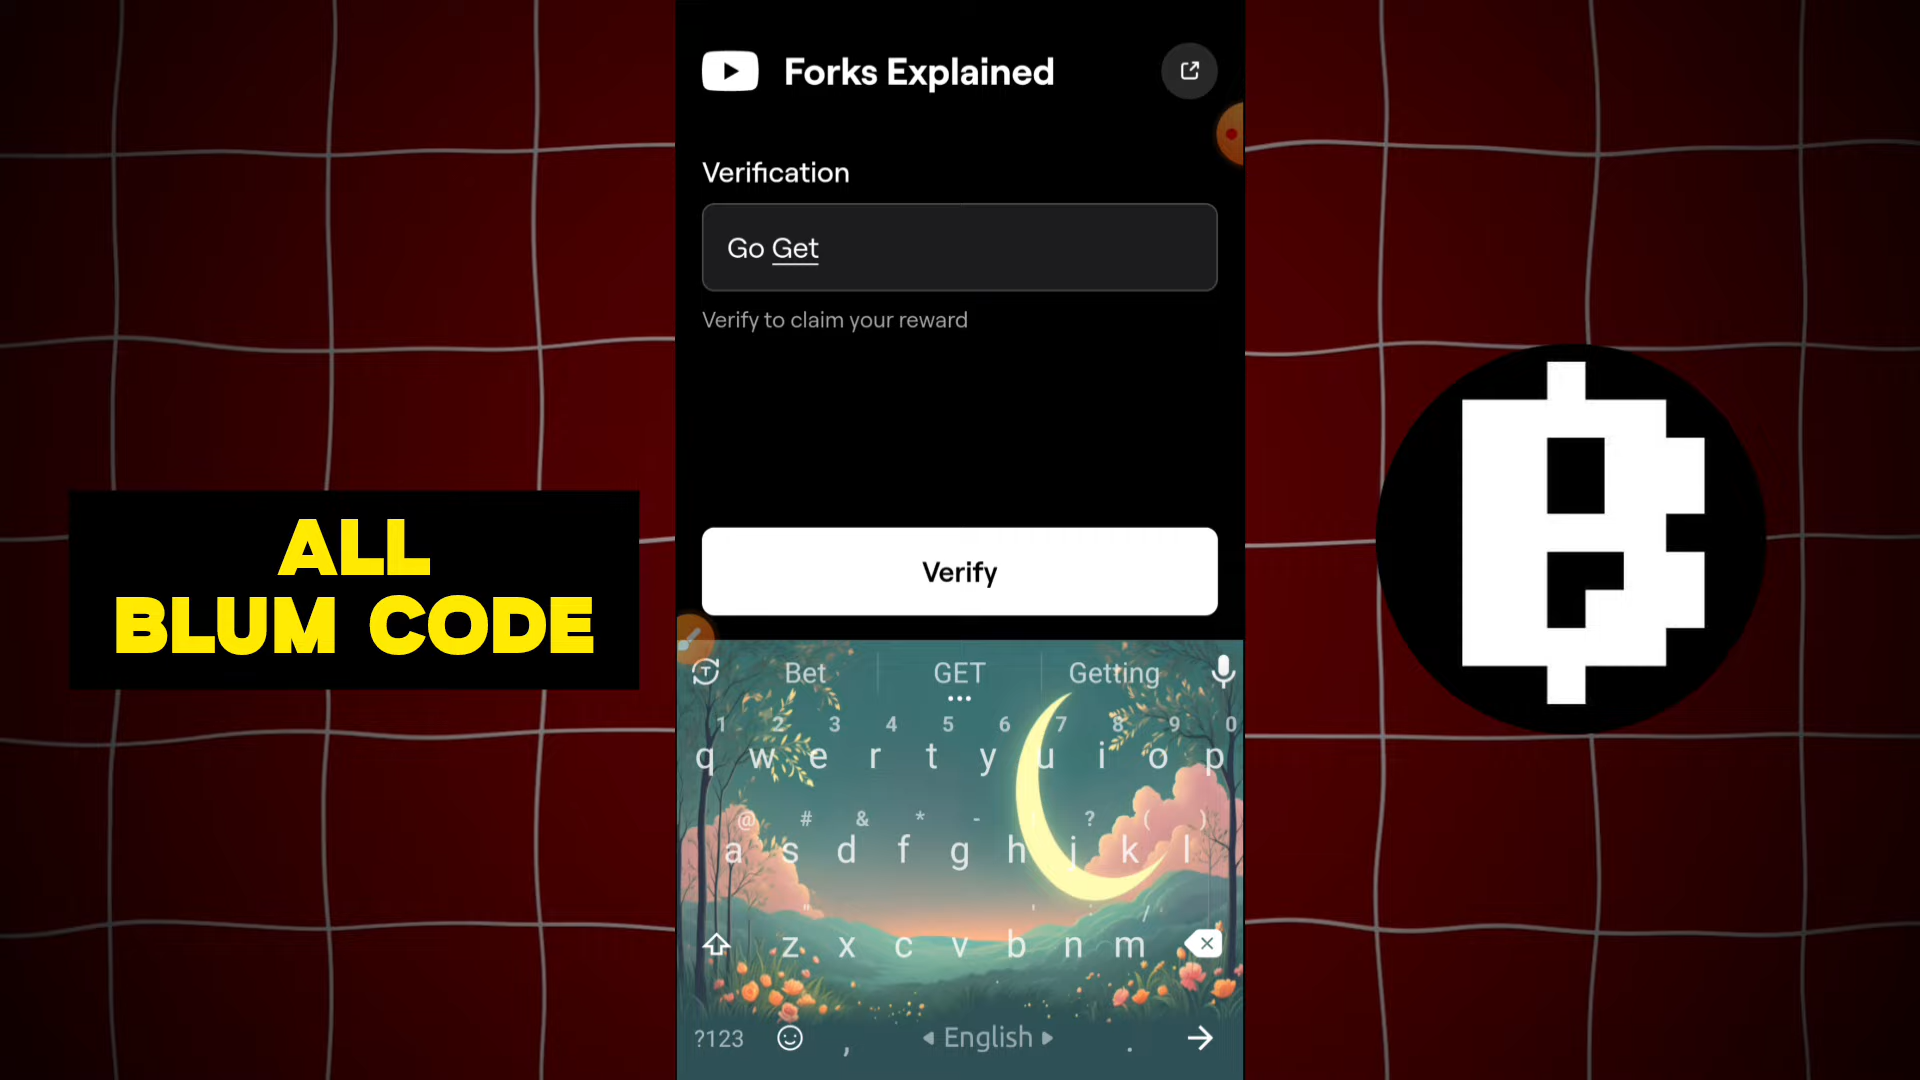 Forks Explained
Verification
Go Get
Verify to claim your reward
ALL
BLUM CODE
Verify
Bet GET Getting
1 2 3 4 5 6 7 8 9 0
q w e r t y u i o p
@ # & * - ? ( )
a s d f g h j k l
" ' : /
z x c v b n m
?123 , English .